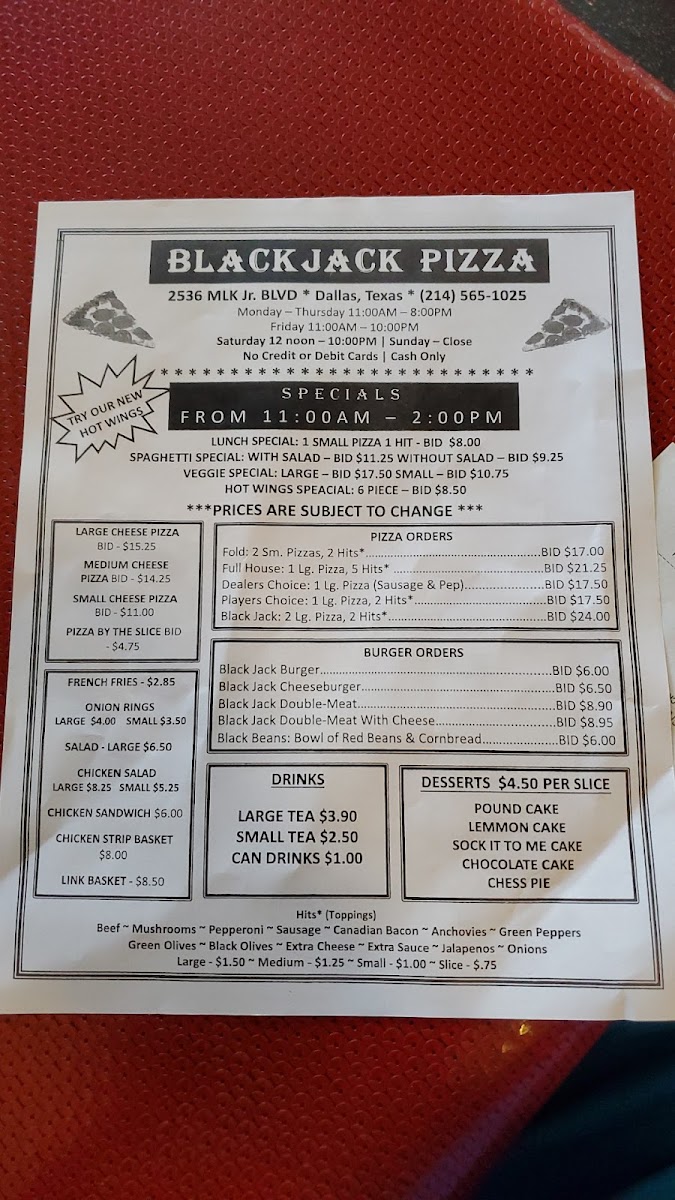 BLACKJACK PIZZA
2536 MLK Jr. BLVD * Dallas, Texas * (214) 565-1025
Monday – Thursday 11:00AM – 8:00PM
Friday 11:00AM – 10:00PM
Saturday 12 noon – 10:00PM | Sunday – Close
No Credit or Debit Cards | Cash Only
* * * * * * * * * * * * * * * * * * * * * * * * * * *
TRY OUR NEW
HOT WINGS
SPECIALS
FROM 11:00AM – 2:00PM
LUNCH SPECIAL: 1 SMALL PIZZA 1 HIT - BID $8.00
SPAGHETTI SPECIAL: WITH SALAD – BID $11.25 WITHOUT SALAD – BID $9.25
VEGGIE SPECIAL: LARGE – BID $17.50 SMALL – BID $10.75
HOT WINGS SPEACIAL: 6 PIECE – BID $8.50
***PRICES ARE SUBJECT TO CHANGE ***
LARGE CHEESE PIZZA
BID - $15.25
MEDIUM CHEESE
PIZZA BID - $14.25
SMALL CHEESE PIZZA
BID - $11.00
PIZZA BY THE SLICE BID
- $4.75
PIZZA ORDERS
Fold: 2 Sm. Pizzas, 2 Hits*.......................................BID $17.00
Full House: 1 Lg. Pizza, 5 Hits* ..................................BID $21.25
Dealers Choice: 1 Lg. Pizza (Sausage & Pep)..................BID $17.50
Players Choice: 1 Lg. Pizza, 2 Hits*..............................BID $17.50
Black Jack: 2 Lg. Pizza, 2 Hits*....................................BID $24.00
FRENCH FRIES - $2.85
ONION RINGS
LARGE $4.00 SMALL $3.50
SALAD - LARGE $6.50
CHICKEN SALAD
LARGE $8.25 SMALL $5.25
CHICKEN SANDWICH $6.00
CHICKEN STRIP BASKET
$8.00
LINK BASKET - $8.50
BURGER ORDERS
Black Jack Burger....................................................BID $6.00
Black Jack Cheeseburger...........................................BID $6.50
Black Jack Double-Meat............................................BID $8.90
Black Jack Double-Meat With Cheese...........................BID $8.95
Black Beans: Bowl of Red Beans & Cornbread.................BID $6.00
DRINKS
LARGE TEA $3.90
SMALL TEA $2.50
CAN DRINKS $1.00
DESSERTS $4.50 PER SLICE
POUND CAKE
LEMMON CAKE
SOCK IT TO ME CAKE
CHOCOLATE CAKE
CHESS PIE
Hits* (Toppings)
Beef ~ Mushrooms ~ Pepperoni ~ Sausage ~ Canadian Bacon ~ Anchovies ~ Green Peppers
Green Olives ~ Black Olives ~ Extra Cheese ~ Extra Sauce ~ Jalapenos ~ Onions
Large - $1.50 ~ Medium - $1.25 ~ Small - $1.00 ~ Slice - $.75